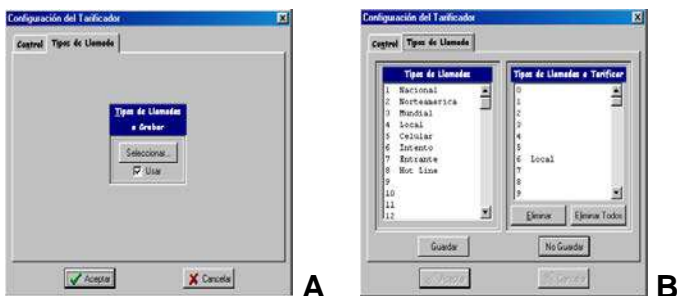 Configuración del Tarificador
Control Tipos de Llamada
Tipos de Llamadas
a Grabar
Seleccionar...
Usar
Aceptar Cancelar
A
Configuración del Tarificador
Control Tipos de Llamada
Tipos de Llamadas
1 Nacional
2 Norteamerica
3 Mundial
4 Local
5 Celular
6 Intento
7 Entrante
8 Hot Line
9
10
11
12
Tipos de Llamadas a Tarificar
0
1
2
3
4
5
6 Local
7
8
9
Eliminar Eliminar Todos
Guardar No Guardar
Aceptar Cancelar
B